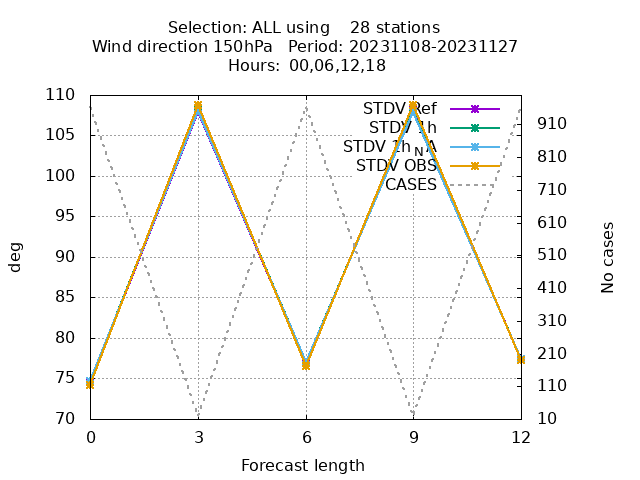 Selection: ALL using    28 stations
Wind direction 150hPa   Period: 20231108-20231127
Hours: 00,06,12,18
110
105
100
95
90
85
80
75
70
deg
STDV Ref
STDV 1h
STDV 1h_NA
STDV OBS
CASES
910
810
710
610
510
410
310
210
110
10
No cases
0
3
6
9
12
Forecast length